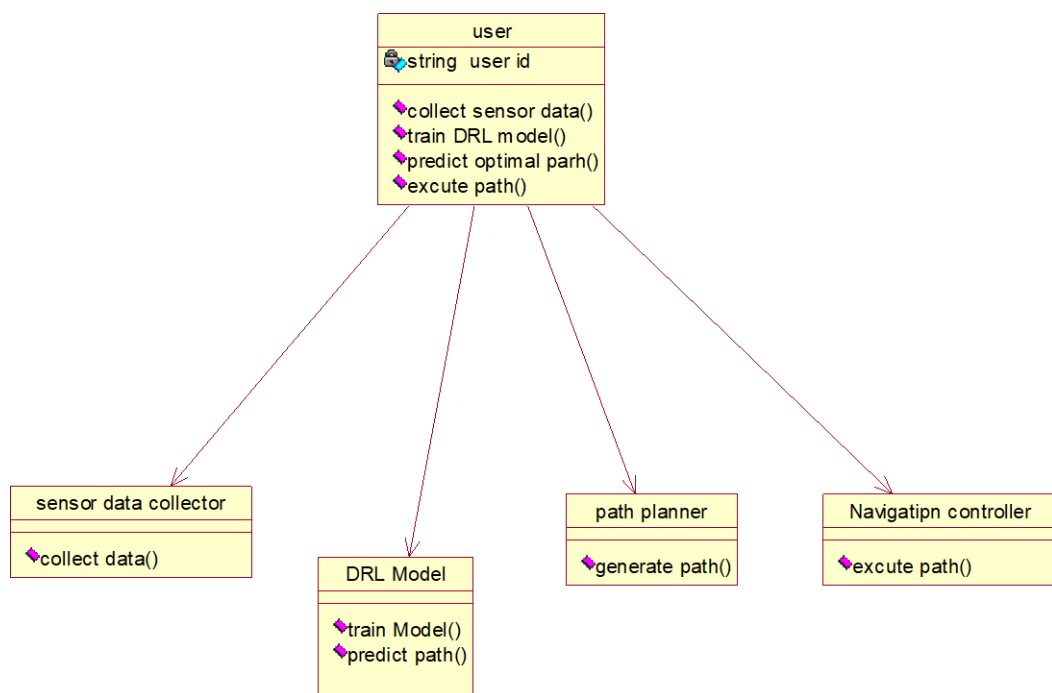 user
string  user id
collect sensor data()
train DRL model()
predict optimal parh()
excute path()
sensor data collector
collect data()
DRL Model
train Model()
predict path()
path planner
generate path()
Navigatipn controller
excute path()